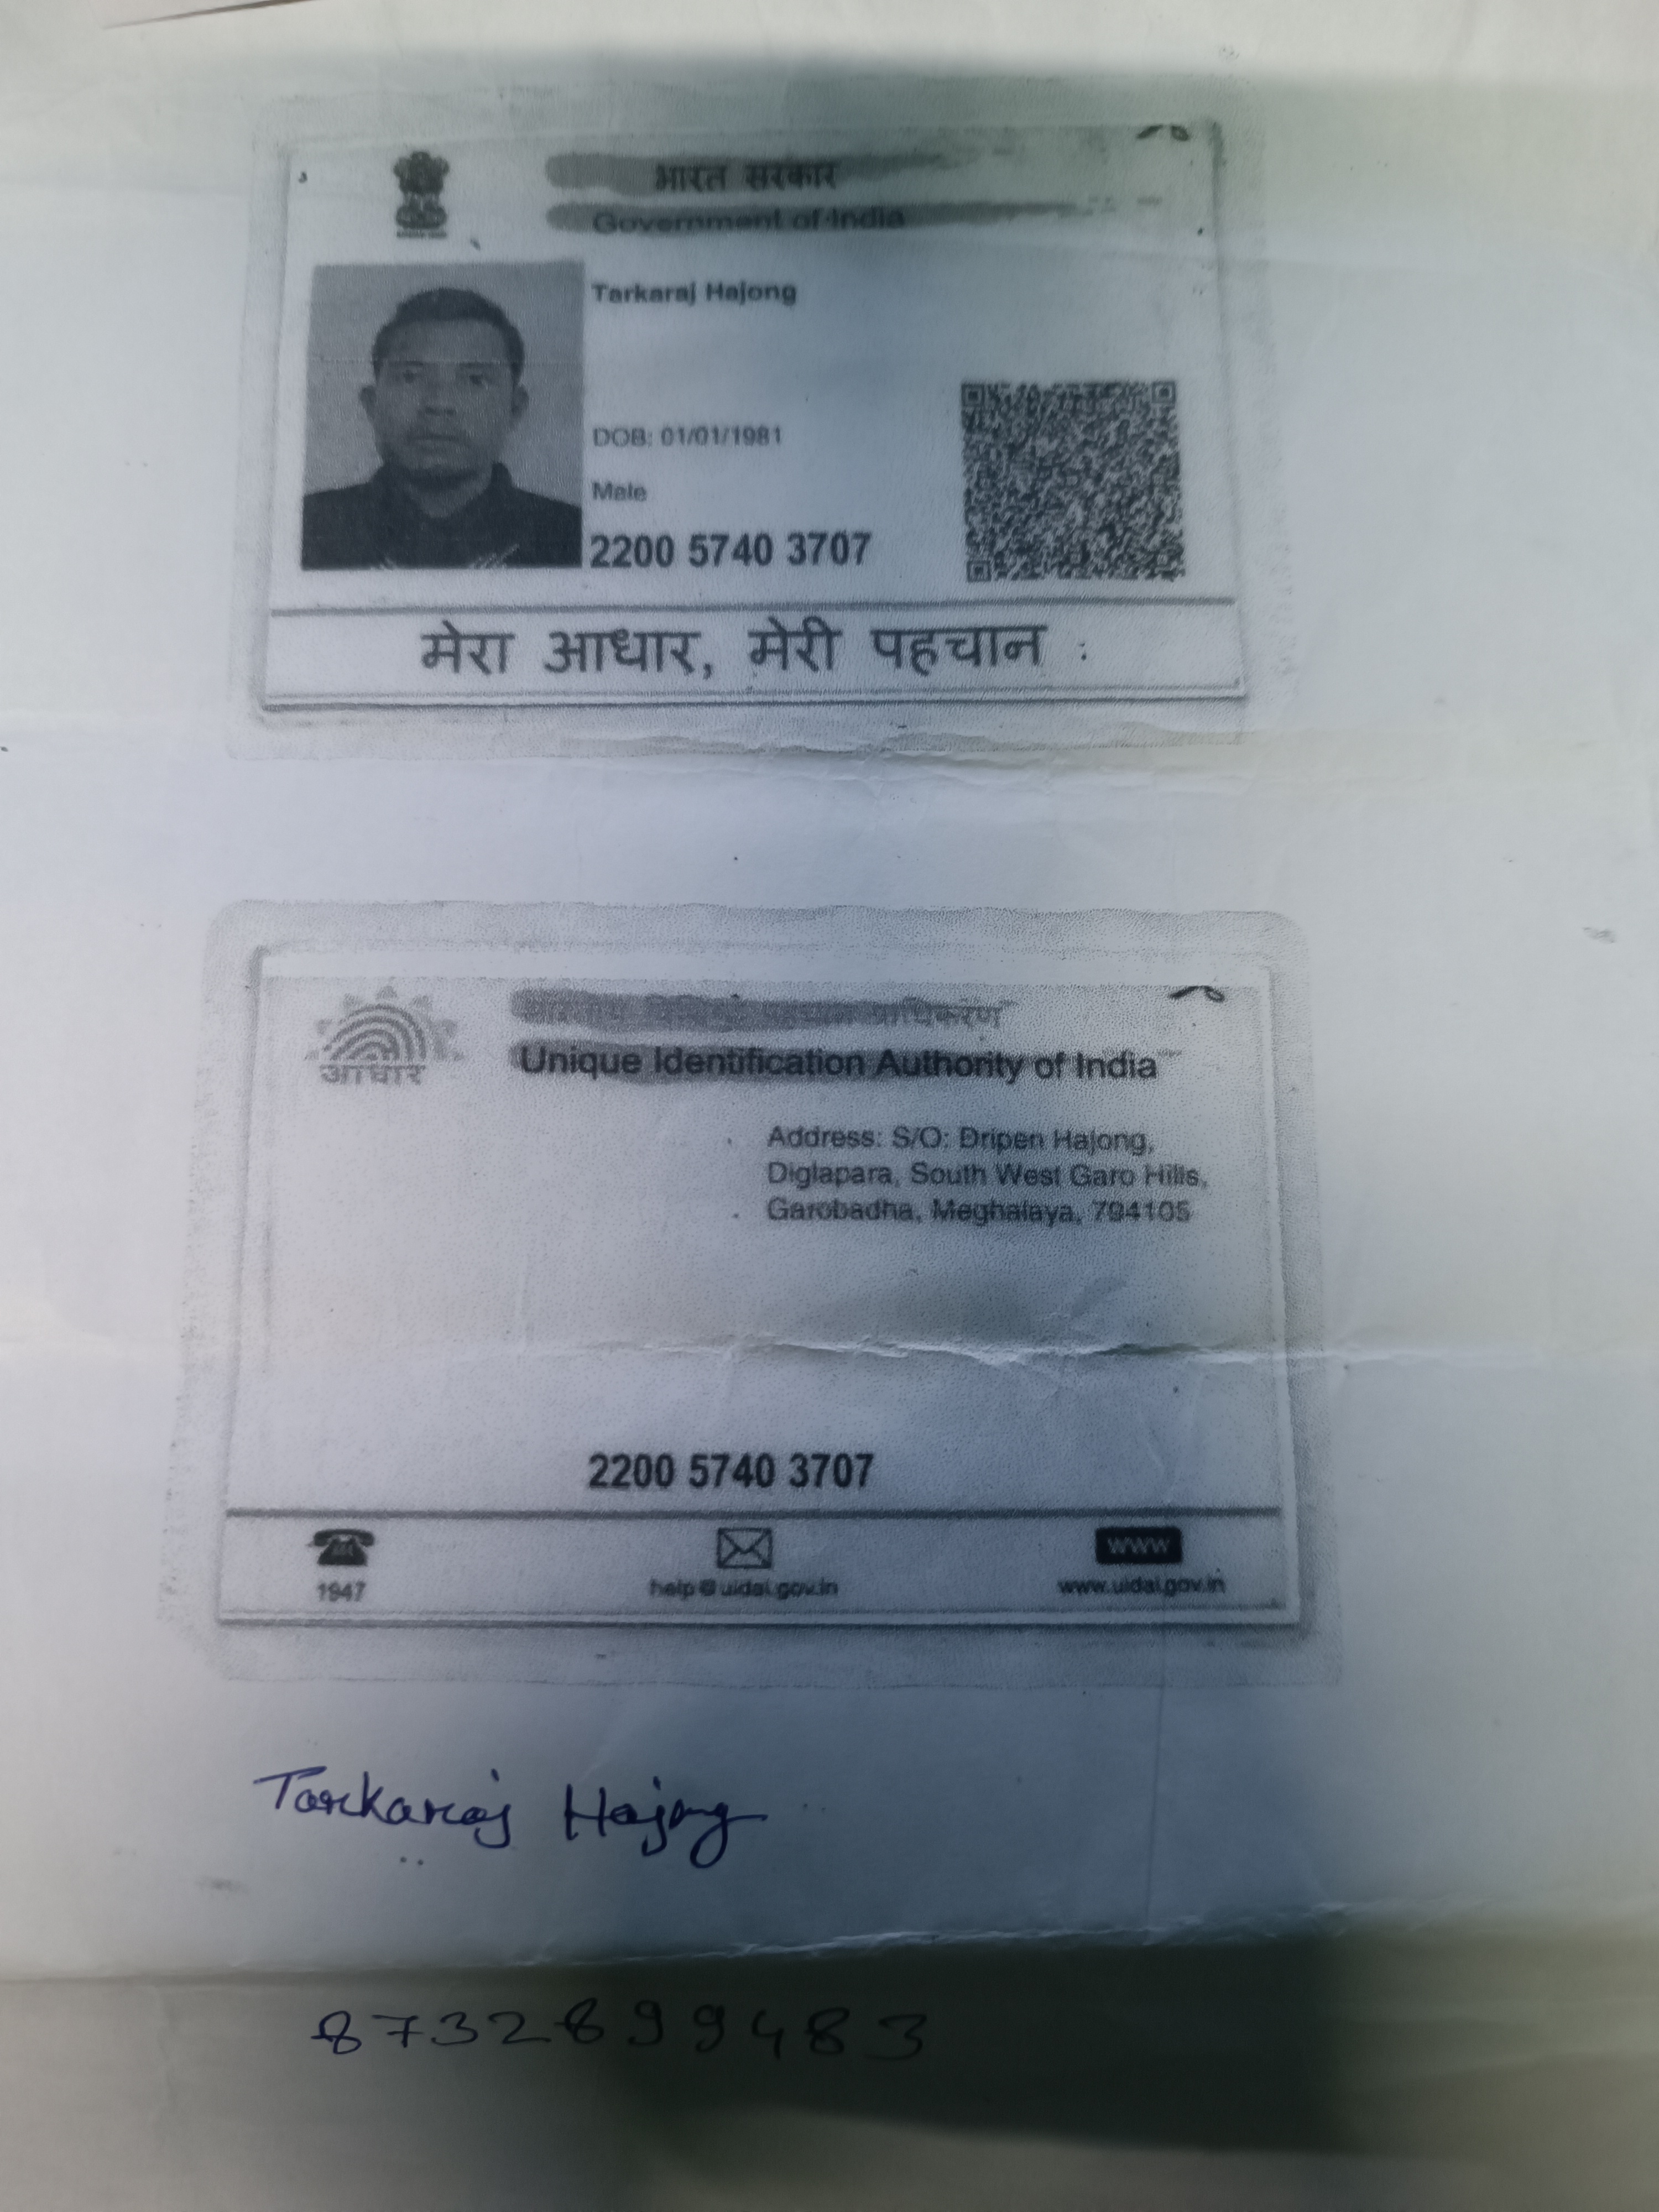 भारत सरकार
Government of India
Tarkaraj Hajong
DOB: 01/01/1981
Male
2200 5740 3707
मेरा आधार, मेरी पहचान
आधार
पहचान प्राधिकरण
Unique Identification Authority of India
Address: S/O: Dripen Hajong,
Diglapara, South West Garo Hills,
Garobadha, Meghalaya, 794105
2200 5740 3707
WWW
1947
help@uidai.gov.in
www.uidai.gov.in
Tarkaraj Hajong
8732899483